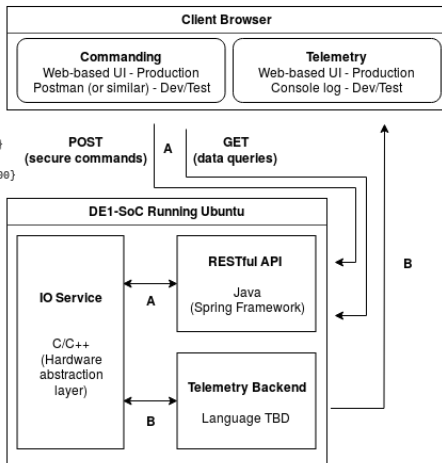 Client Browser
Commanding
Web-based UI - Production
Postman (or similar) - Dev/Test
Telemetry
Web-based UI - Production
Console log - Dev/Test
}
00}
POST
(secure commands)
A
GET
(data queries)
B
DE1-SoC Running Ubuntu
IO Service
C/C++
(Hardware
abstraction
layer)
A
B
RESTful API
Java
(Spring Framework)
Telemetry Backend
Language TBD